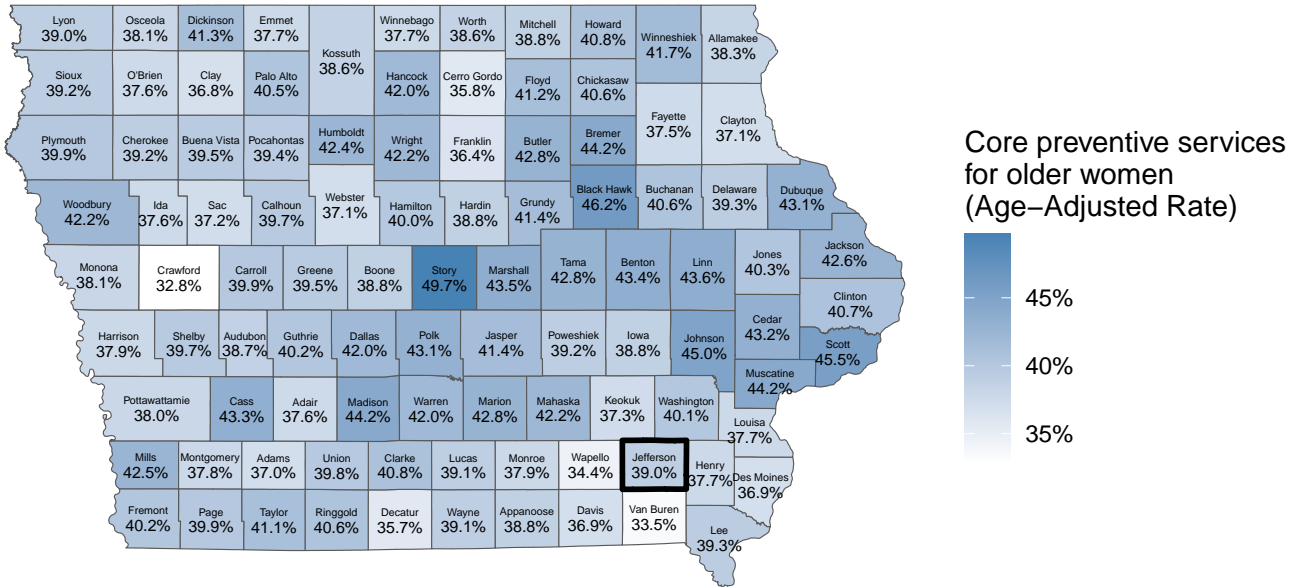 Lyon
39.0%
Osceola
38.1%
Dickinson
41.3%
Emmet
37.7%
Kossuth
38.6%
Winnebago
37.7%
Worth
38.6%
Mitchell
38.8%
Howard
40.8%
Winneshiek
41.7%
Allamakee
38.3%
Sioux
39.2%
O'Brien
37.6%
Clay
36.8%
Palo Alto
40.5%
Hancock
42.0%
Cerro Gordo
35.8%
Floyd
41.2%
Chickasaw
40.6%
Fayette
37.5%
Clayton
37.1%
Plymouth
39.9%
Cherokee
39.2%
Buena Vista
39.5%
Pocahontas
39.4%
Humboldt
42.4%
Wright
42.2%
Franklin
36.4%
Butler
42.8%
Bremer
44.2%
Woodbury
42.2%
Ida
37.6%
Sac
37.2%
Calhoun
39.7%
Webster
37.1%
Hamilton
40.0%
Hardin
38.8%
Grundy
41.4%
Black Hawk
46.2%
Buchanan
40.6%
Delaware
39.3%
Dubuque
43.1%
Monona
38.1%
Crawford
32.8%
Carroll
39.9%
Greene
39.5%
Boone
38.8%
Story
49.7%
Marshall
43.5%
Tama
42.8%
Benton
43.4%
Linn
43.6%
Jones
40.3%
Jackson
42.6%
Clinton
40.7%
Harrison
37.9%
Shelby
39.7%
Audubon
38.7%
Guthrie
40.2%
Dallas
42.0%
Polk
43.1%
Jasper
41.4%
Poweshiek
39.2%
Iowa
38.8%
Johnson
45.0%
Cedar
43.2%
Scott
45.5%
Muscatine
44.2%
Pottawattamie
38.0%
Cass
43.3%
Adair
37.6%
Madison
44.2%
Warren
42.0%
Marion
42.8%
Mahaska
42.2%
Keokuk
37.3%
Washington
40.1%
Louisa
37.7%
Mills
42.5%
Montgomery
37.8%
Adams
37.0%
Union
39.8%
Clarke
40.8%
Lucas
39.1%
Monroe
37.9%
Wapello
34.4%
Jefferson
39.0%
Henry
37.7%
Des Moines
36.9%
Fremont
40.2%
Page
39.9%
Taylor
41.1%
Ringgold
40.6%
Decatur
35.7%
Wayne
39.1%
Appanoose
38.8%
Davis
36.9%
Van Buren
33.5%
Lee
39.3%
Core preventive services
for older women
(Age−Adjusted Rate)
45%
40%
35%